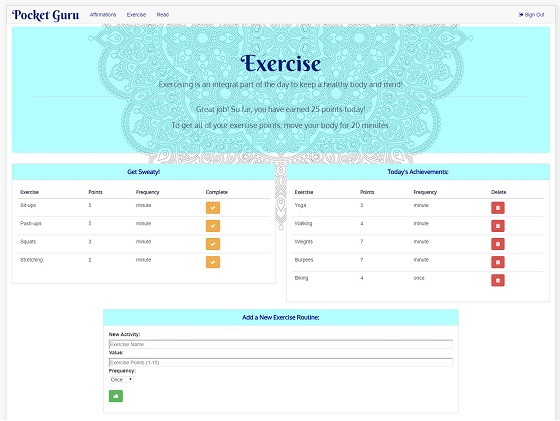 Pocket Guru Affirmations Exercise Read Sign Out
Exercise
Exercising is an integral part of the day to keep a healthy body and mind!
Great job! So far, you have earned 25 points today!
To get all of your exercise points, move your body for 20 minutes.
Get Sweaty!
Exercise Points Frequency Complete
Sit-ups 5 minute
Push-ups 5 minute
Squats 3 minute
Stretching 2 minute
Today's Achievements:
Exercise Points Frequency Delete
Yoga 3 minute
Walking 4 minute
Weights 7 minute
Burpees 7 minute
Biking 4 once
Add a New Exercise Routine:
New Activity:
Exercise Name
Value:
Exercise Points (1-10)
Frequency:
Once